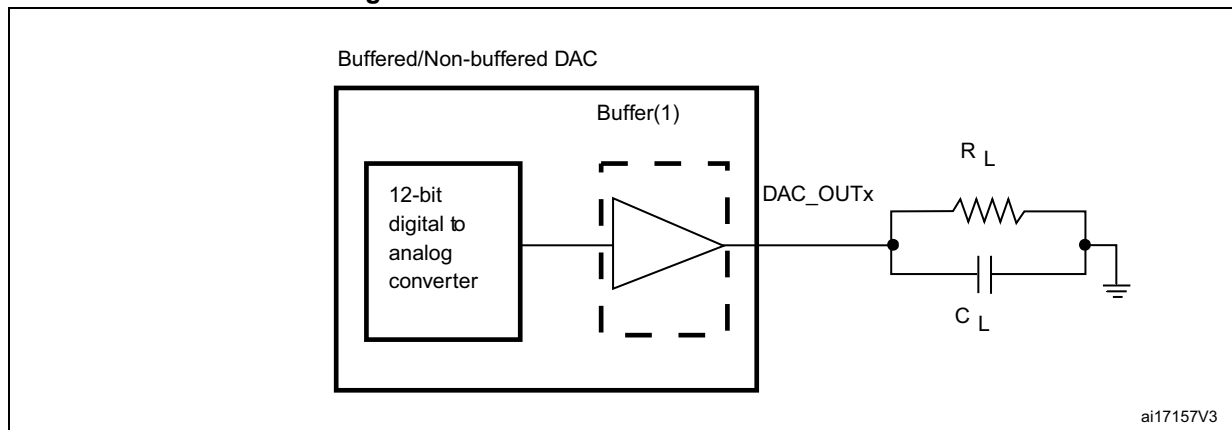 Buffered/Non-buffered DAC
Buffer(1)
12-bit
digital to
analog
converter
DAC_OUTx
R L
C L
ai17157V3